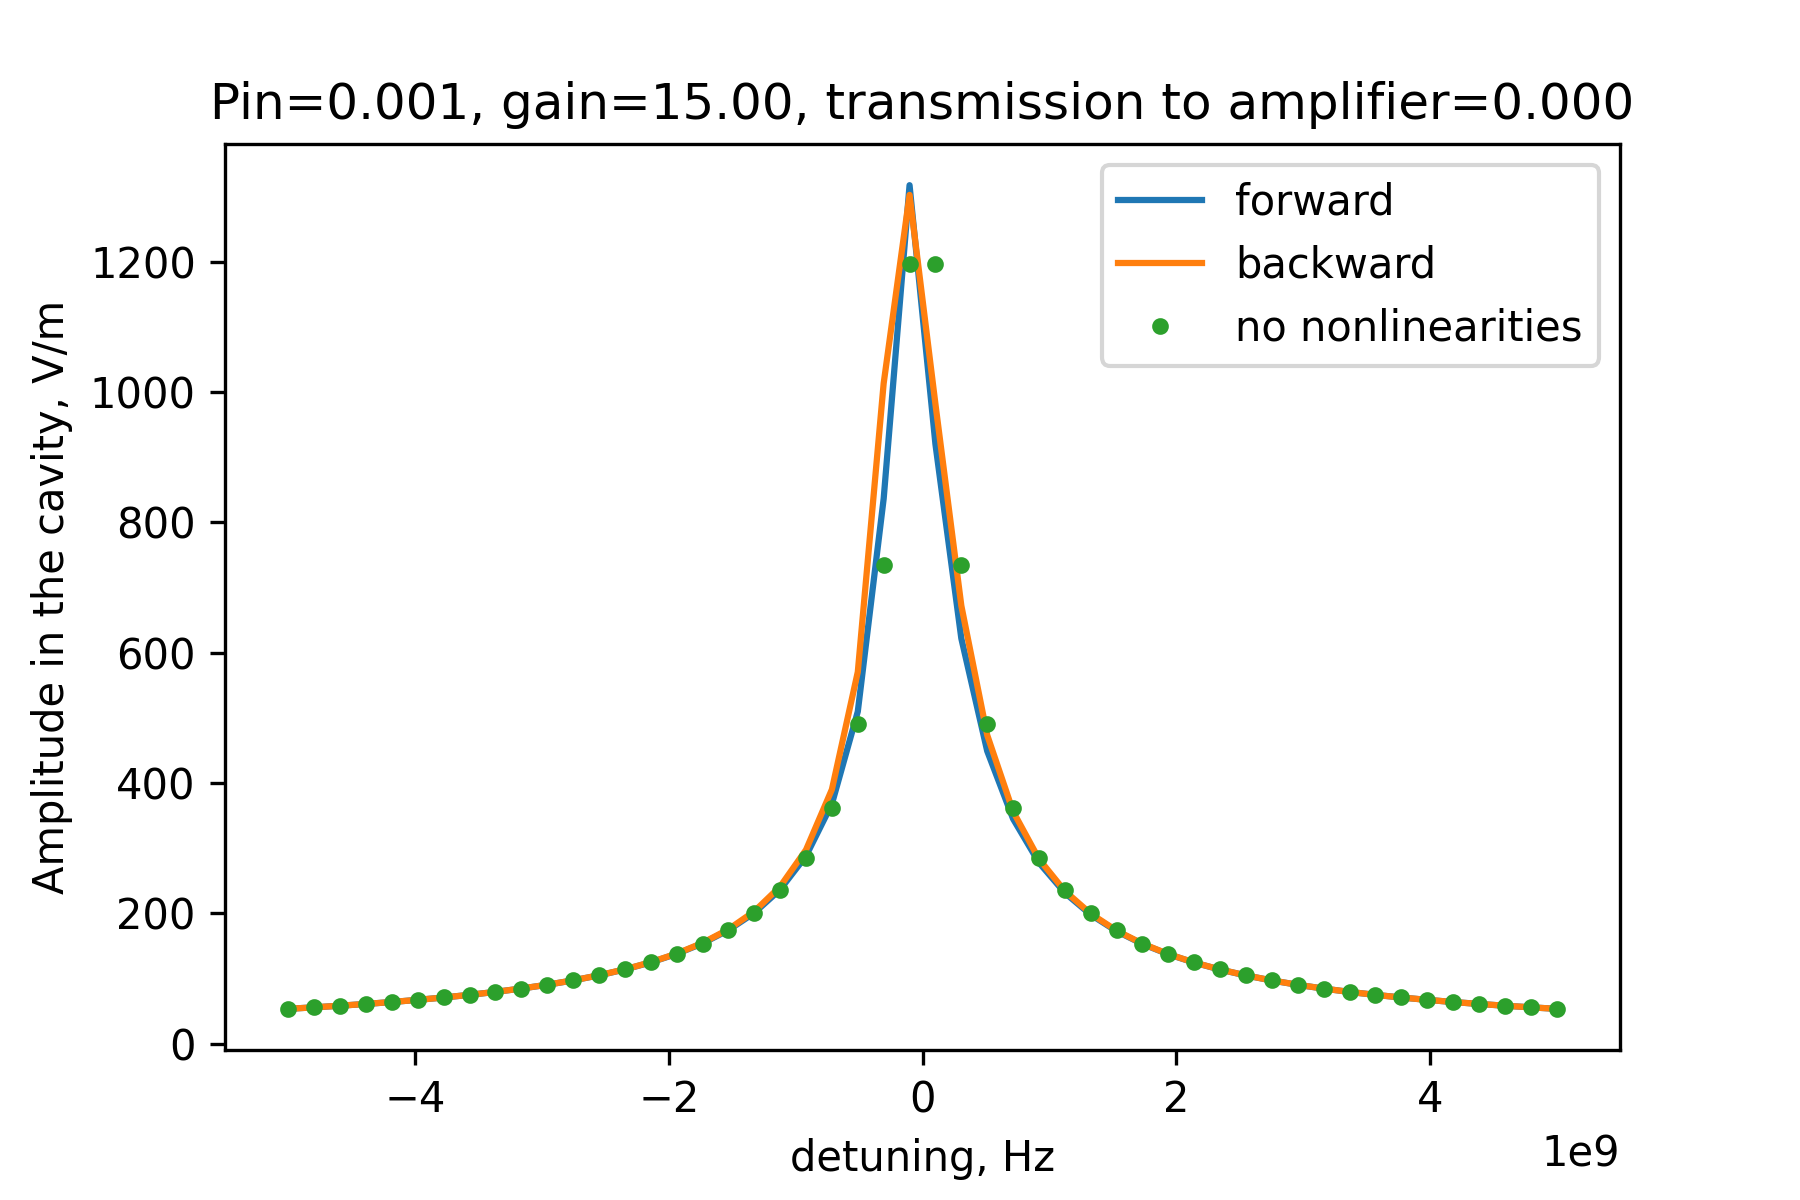 Pin=0.001, gain=15.00, transmission to amplifier=0.000
forward
backward
no nonlinearities
Amplitude in the cavity, V/m
1200
1000
800
600
400
200
0
−4
−2
0
2
4
1e9
detuning, Hz